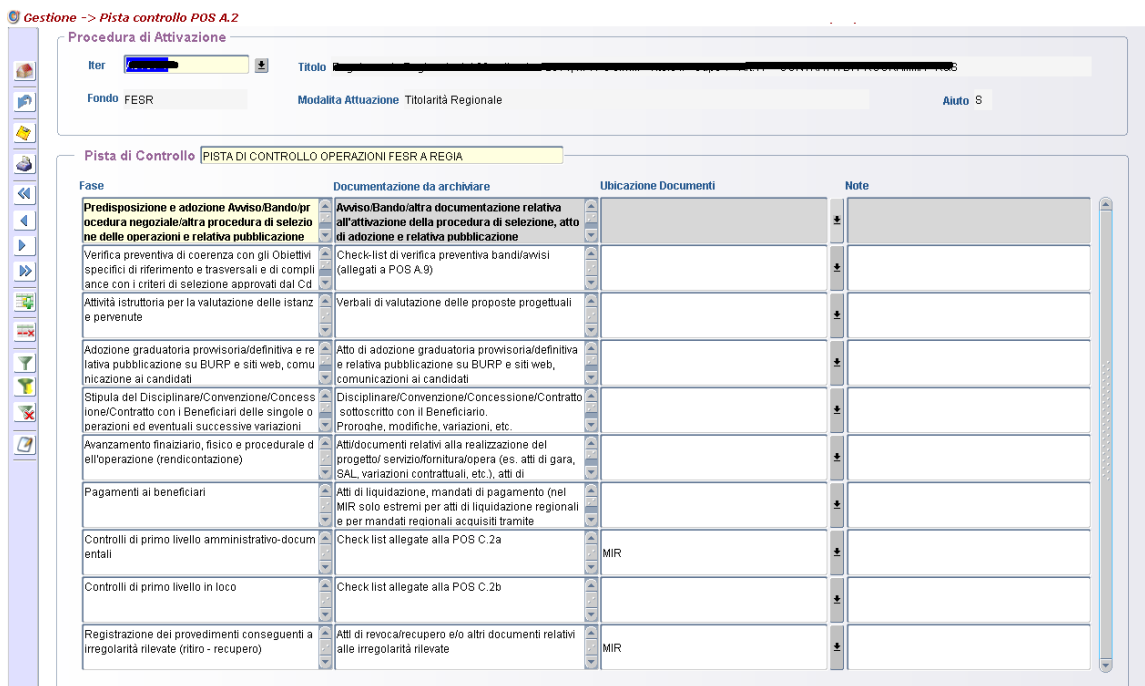 Gestione -> Pista controllo POS A.2
Procedura di Attivazione
Iter
Titolo
Fondo FESR
Modalita Attuazione Titolarità Regionale
Aiuto S
Pista di Controllo PISTA DI CONTROLLO OPERAZIONI FESR A REGIA
Fase
Documentazione da archiviare
Ubicazione Documenti
Note
Predisposizione e adozione Avviso/Bando/pr
ocedura negoziale/altra procedura di selezio
ne delle operazioni e relativa pubblicazione
Avviso/Bando/altra documentazione relativa
all'attivazione della procedura di selezione, atto
di adozione e relativa pubblicazione
Verifica preventiva di coerenza con gli Obiettivi
specifici di riferimento e trasversali e di compli
ance con i criteri di selezione approvati dal Cd
Check-list di verifica preventiva bandi/avvisi
(allegati a POS A.9)
Attività istruttoria per la valutazione delle istanz
e pervenute
Verbali di valutazione delle proposte progettuali
Adozione graduatoria provvisoria/definitiva e re
lativa pubblicazione su BURP e siti web, comu
nicazione ai candidati
Atto di adozione graduatoria provvisoria/definitiva
e relativa pubblicazione su BURP e siti web,
comunicazioni ai candidati
Stipula del Disciplinare/Convenzione/Concess
ione/Contratto con i Beneficiari delle singole o
perazioni ed eventuali successive variazioni
Disciplinare/Convenzione/Concessione/Contratto
sottoscritto con il Beneficiario.
Proroghe, modifiche, variazioni, etc.
Avanzamento finaiziario, fisico e procedurale d
ell'operazione (rendicontazione)
Atti/documenti relativi alla realizzazione del
progetto/ servizio/fornitura/opera (es. atti di gara,
SAL, variazioni contrattuali, etc.), atti di
Pagamenti ai beneficiari
Atti di liquidazione, mandati di pagamento (nel
MIR solo estremi per atti di liquidazione regionali
e per mandati regionali acquisiti tramite
Controlli di primo livello amministrativo-docum
entali
Check list allegate alla POS C.2a
MIR
Controlli di primo livello in loco
Check list allegate alla POS C.2b
Registrazione dei provedimenti conseguenti a
irregolarità rilevate (ritiro - recupero)
AttI di revoca/recupero e/o altri documenti relativi
alle irregolarità rilevate
MIR